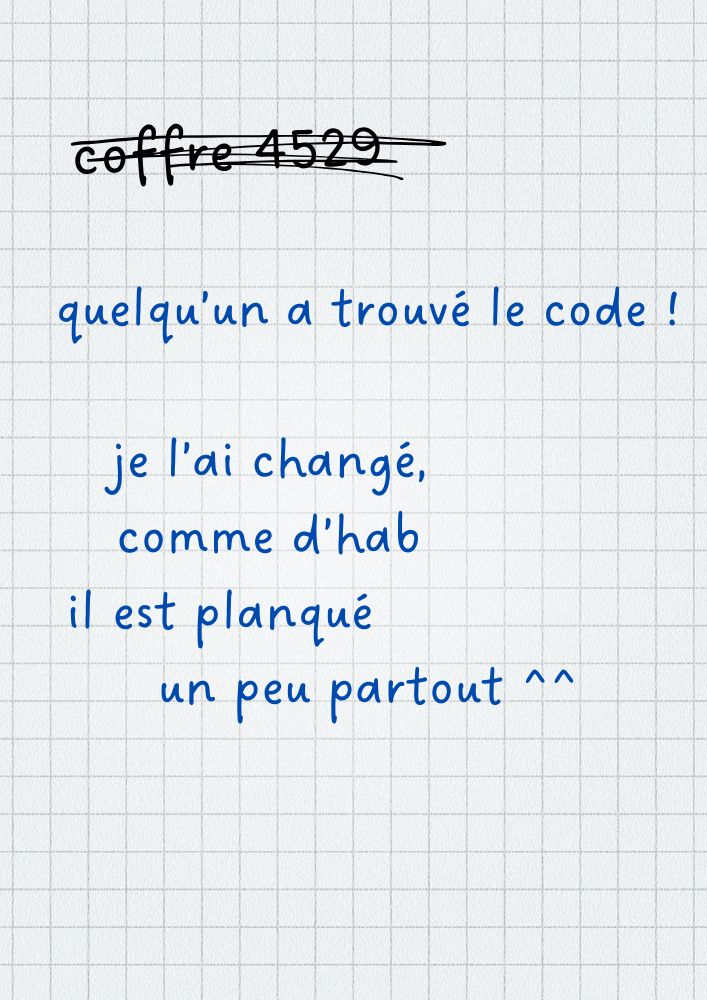 coffre 4529
quelqu'un a trouvé le code !
je l'ai changé,
comme d'hab
il est planqué
un peu partout ^^